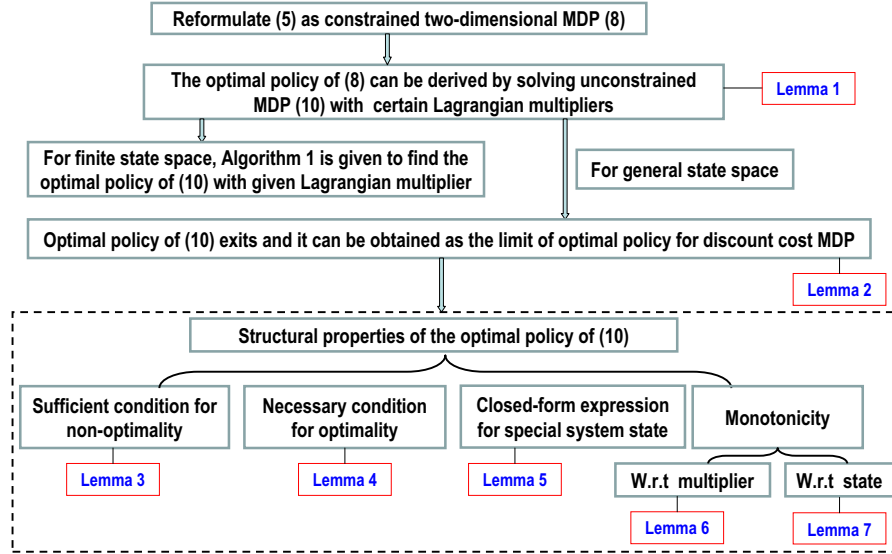 Reformulate (5) as constrained two-dimensional MDP (8)
The optimal policy of (8) can be derived by solving unconstrained
MDP (10) with certain Lagrangian multipliers
Lemma 1
For finite state space, Algorithm 1 is given to find the
optimal policy of (10) with given Lagrangian multiplier
For general state space
Optimal policy of (10) exits and it can be obtained as the limit of optimal policy for discount cost MDP
Lemma 2
Structural properties of the optimal policy of (10)
Sufficient condition for
non-optimality
Necessary condition
for optimality
Closed-form expression
for special system state
Monotonicity
Lemma 3
Lemma 4
Lemma 5
W.r.t multiplier
W.r.t state
Lemma 6
Lemma 7